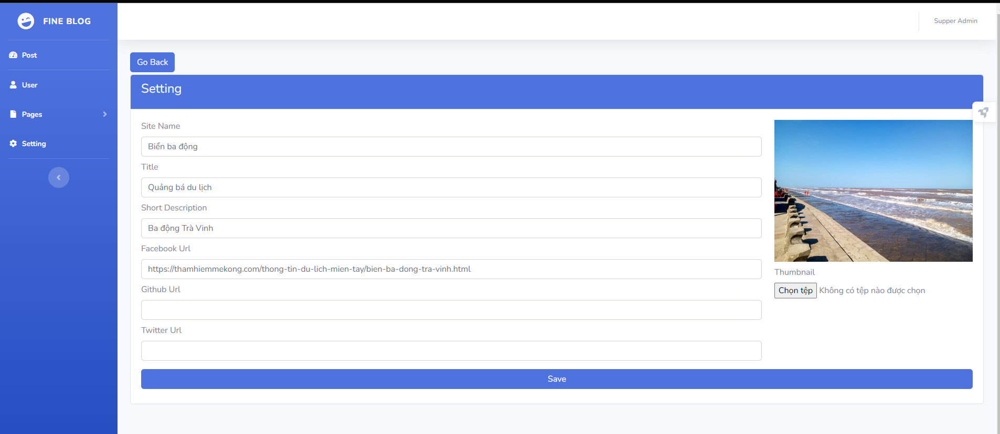 FINE BLOG
Supper Admin
Post
User
Pages
Setting
Go Back
Setting
Site Name
Biển ba động
Title
Quảng bá du lịch
Short Description
Ba động Trà Vinh
Facebook Url
https://thamhiemmekong.com/thong-tin-du-lich-mien-tay/bien-ba-dong-tra-vinh.html
Github Url
Twitter Url
Thumbnail
Chọn tệp Không có tệp nào được chọn
Save